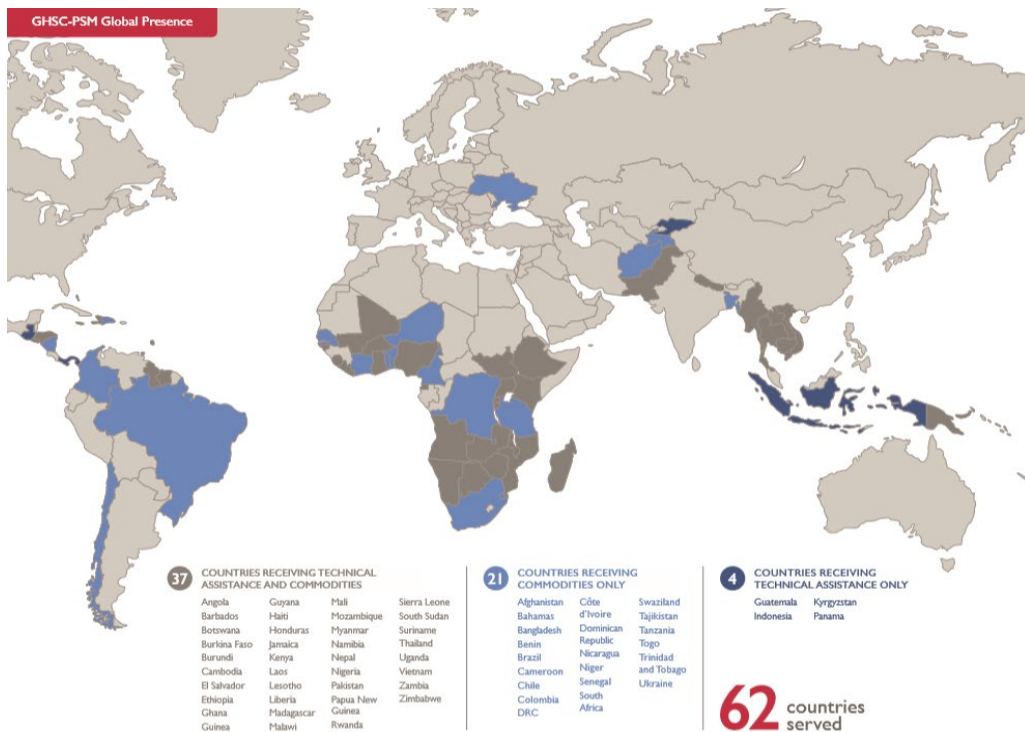 GHSC-PSM Global Presence
37
COUNTRIES RECEIVING TECHNICAL
ASSISTANCE AND COMMODITIES
Angola
Barbados
Botswana
Burkina Faso
Burundi
Cambodia
El Salvador
Ethiopia
Ghana
Guinea
Guyana
Haiti
Honduras
Jamaica
Kenya
Laos
Lesotho
Liberia
Madagascar
Malawi
Mali
Mozambique
Myanmar
Namibia
Nepal
Nigeria
Pakistan
Papua New
Guinea
Rwanda
Sierra Leone
South Sudan
Suriname
Thailand
Uganda
Vietnam
Zambia
Zimbabwe
21
COUNTRIES RECEIVING
COMMODITIES ONLY
Afghanistan
Bahamas
Bangladesh
Benin
Brazil
Cameroon
Chile
Colombia
DRC
Côte
d'Ivoire
Dominican
Republic
Nicaragua
Niger
Senegal
South
Africa
Swaziland
Tajikistan
Tanzania
Togo
Trinidad
and Tobago
Ukraine
4
COUNTRIES RECEIVING
TECHNICAL ASSISTANCE ONLY
Guatemala
Indonesia
Kyrgyzstan
Panama
62 countries
served